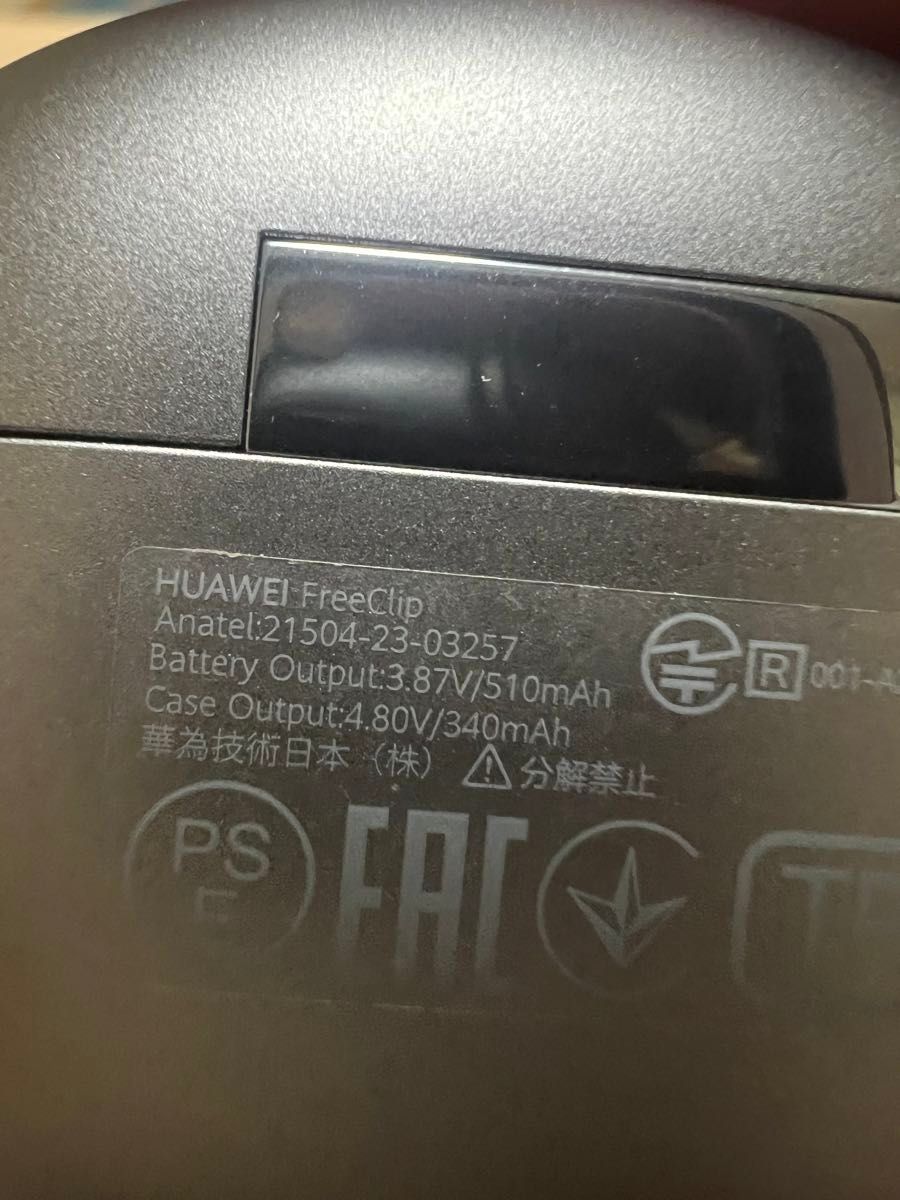 HUAWEI FreeClip
Anatel:21504-23-03257
Battery Output:3.87V/510mAh
Case Output:4.80V/340mAh
華為技術日本（株） 分解禁止
R 001-A
PS
E
EAC